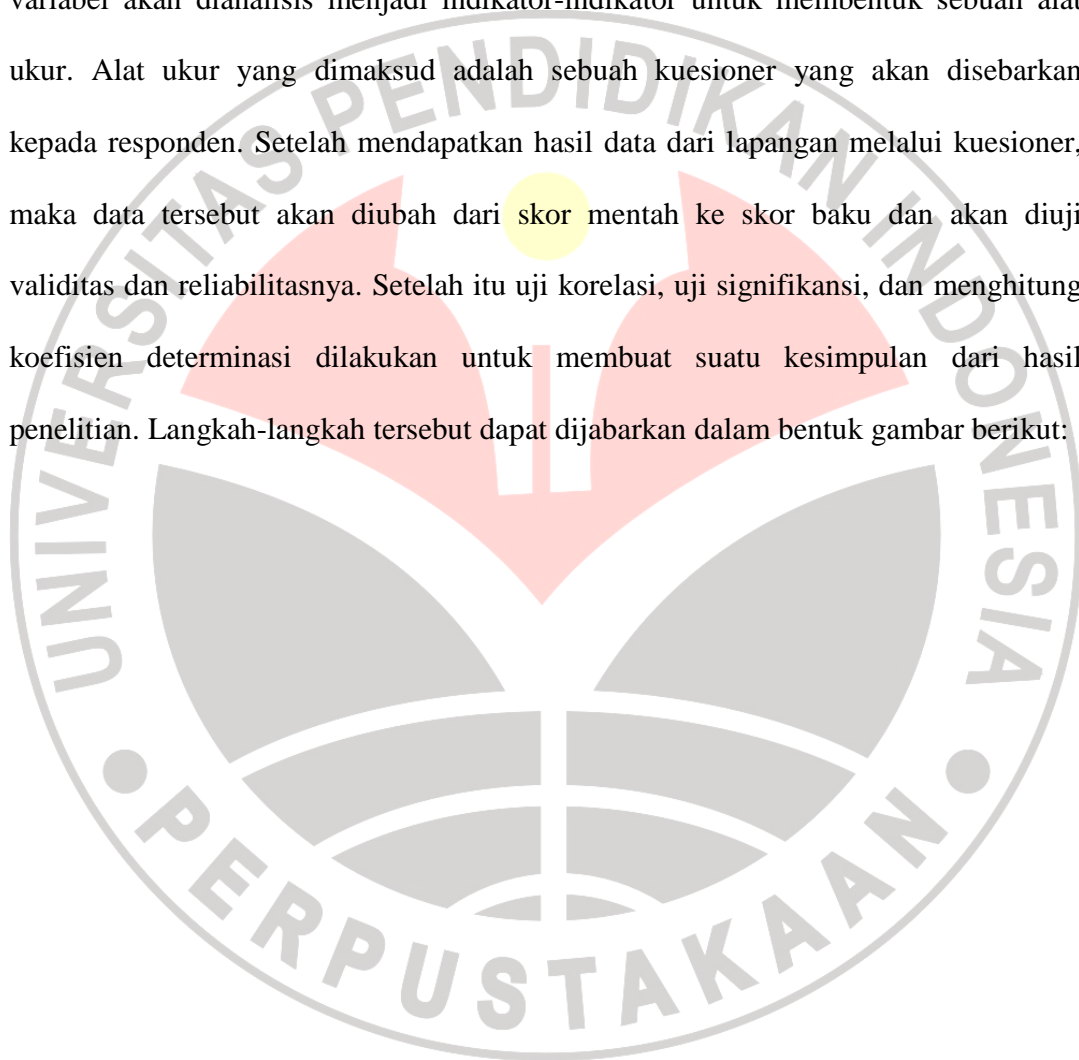 variabel akan dianalisis menjadi indikator-indikator untuk membentuk sebuah alat
ukur. Alat ukur yang dimaksud adalah sebuah kuesioner yang akan disebarkan
kepada responden. Setelah mendapatkan hasil data dari lapangan melalui kuesioner,
maka data tersebut akan diubah dari skor mentah ke skor baku dan akan diuji
validitas dan reliabilitasnya. Setelah itu uji korelasi, uji signifikansi, dan menghitung
koefisien determinasi dilakukan untuk membuat suatu kesimpulan dari hasil
penelitian. Langkah-langkah tersebut dapat dijabarkan dalam bentuk gambar berikut:
UNIVERSITAS PENDIDIKAN INDONESIA
PERPUSTAKAAN